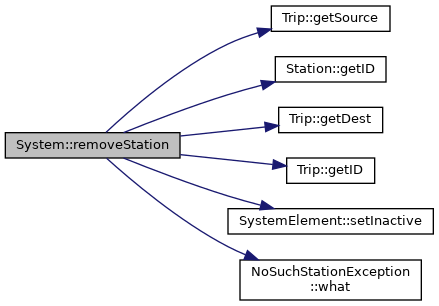 Trip::getSource
Station::getID
Trip::getDest
System::removeStation
Trip::getID
SystemElement::setInactive
NoSuchStationException
::what